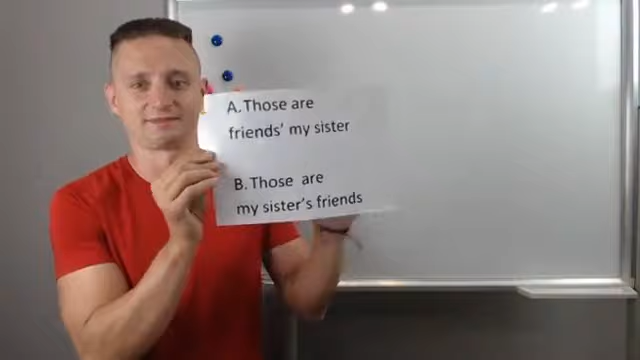 A. Those are
friends' my sister
B. Those are
my sister's friends